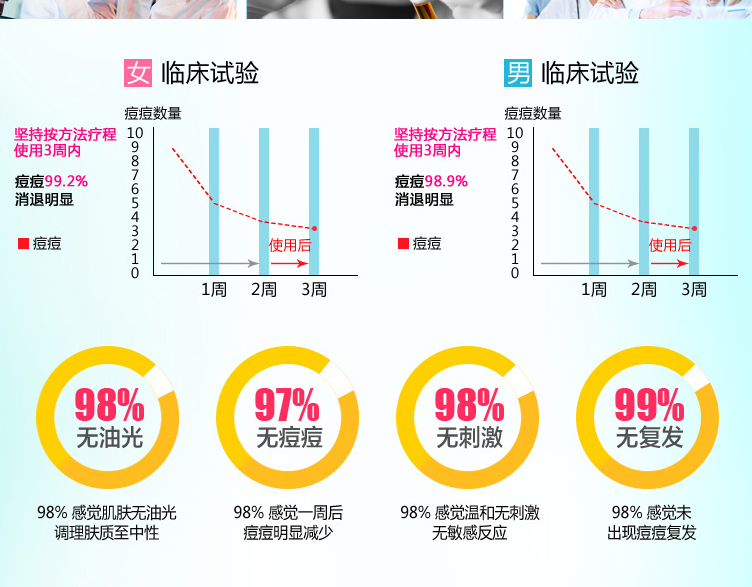 女 临床试验
痘痘数量
坚持按方法疗程
使用3周内
痘痘99.2%
消退明显
痘痘
10
9
8
7
6
5
4
3
2
1
0
使用后
1周 2周 3周
男 临床试验
痘痘数量
坚持按方法疗程
使用3周内
痘痘98.9%
消退明显
痘痘
10
9
8
7
6
5
4
3
2
1
0
使用后
1周 2周 3周
98%
无油光
98% 感觉肌肤无油光
调理肤质至中性
97%
无痘痘
98% 感觉一周后
痘痘明显减少
98%
无刺激
98% 感觉温和无刺激
无敏感反应
99%
无复发
98% 感觉未
出现痘痘复发